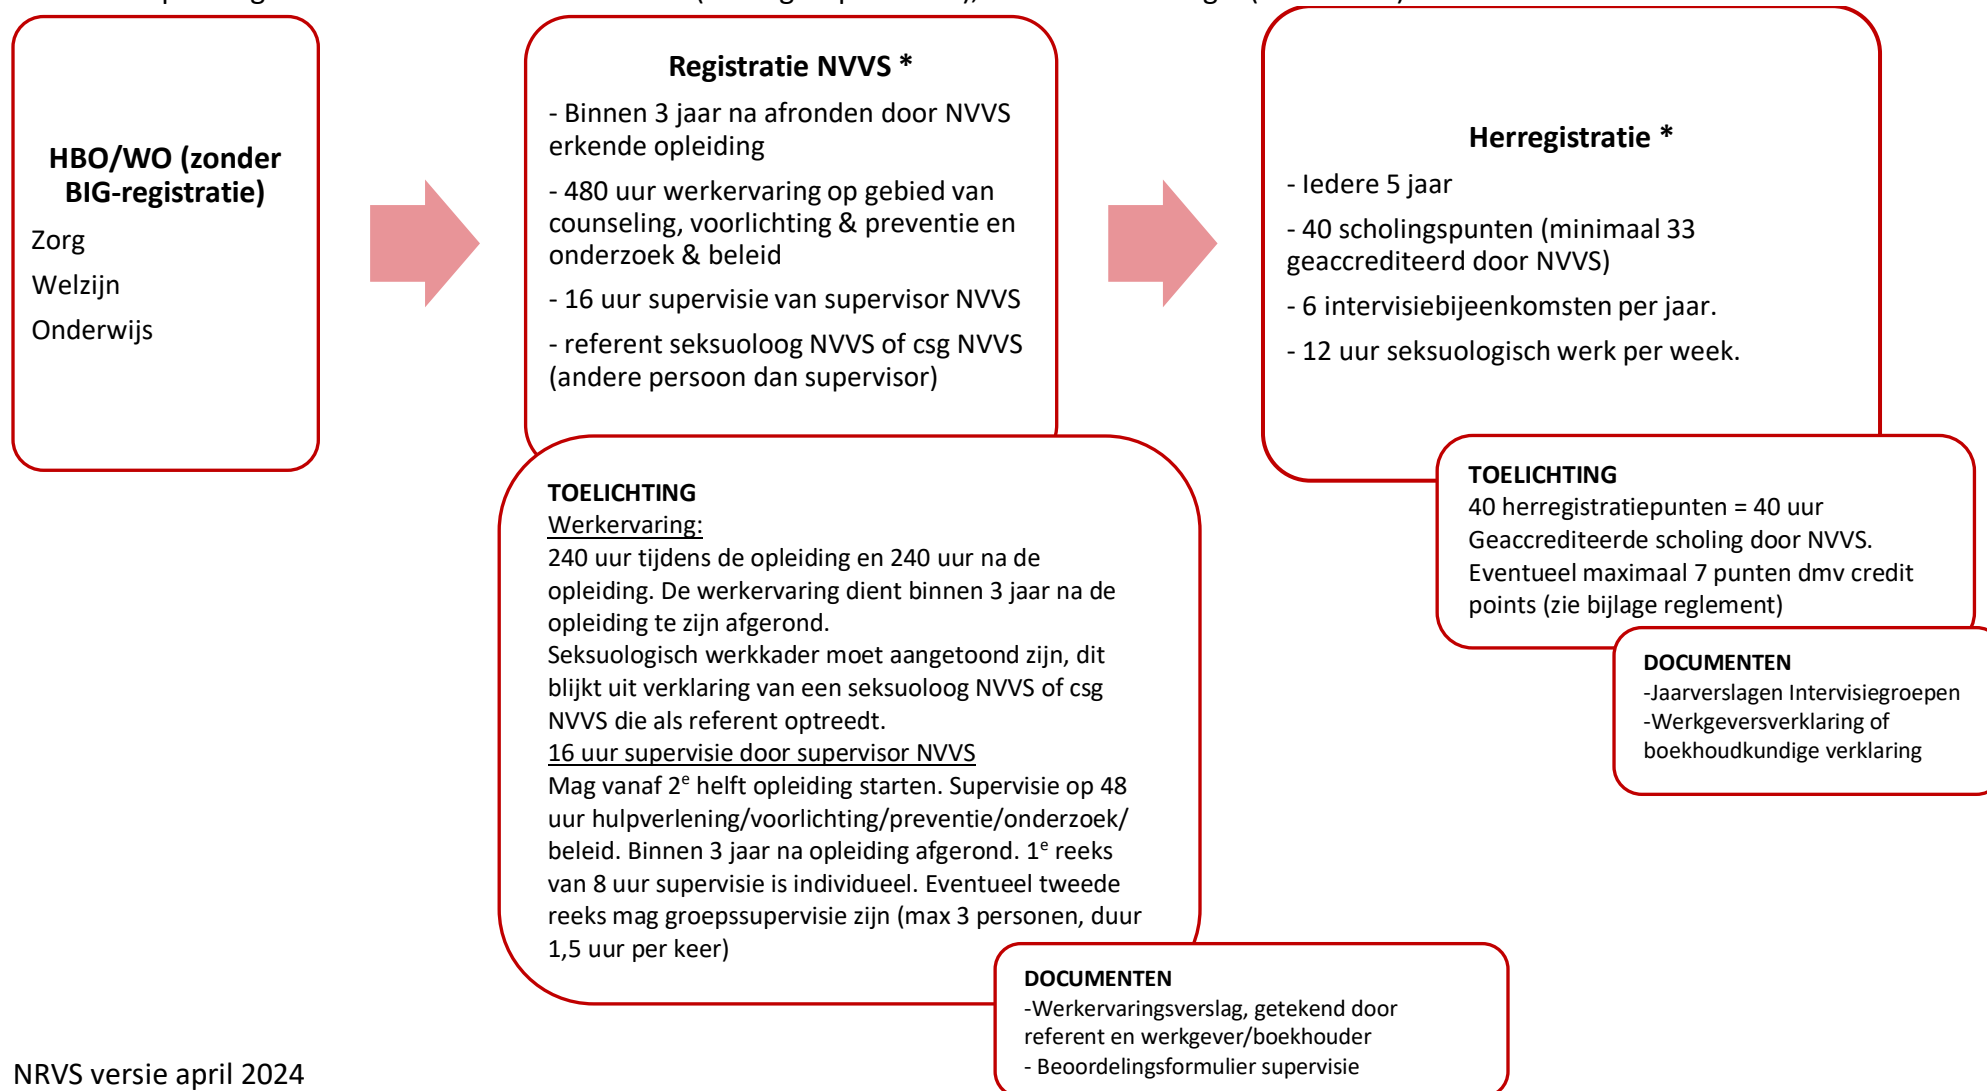 HBO/WO (zonder
BIG-registratie)
Zorg
Welzijn
Onderwijs
Registratie NVVS *
- Binnen 3 jaar na afronden door NVVS
erkende opleiding
- 480 uur werkervaring op gebied van
counseling, voorlichting & preventie en
onderzoek & beleid
- 16 uur supervisie van supervisor NVVS
- referent seksuoloog NVVS of csg NVVS
(andere persoon dan supervisor)
TOELICHTING
Werkervaring:
240 uur tijdens de opleiding en 240 uur na de
opleiding. De werkervaring dient binnen 3 jaar na de
opleiding te zijn afgerond.
Seksuologisch werkkader moet aangetoond zijn, dit
blijkt uit verklaring van een seksuoloog NVVS of csg
NVVS die als referent optreedt.
16 uur supervisie door supervisor NVVS
Mag vanaf 2e helft opleiding starten. Supervisie op 48
uur hulpverlening/voorlichting/preventie/onderzoek/
beleid. Binnen 3 jaar na opleiding afgerond. 1e reeks
van 8 uur supervisie is individueel. Eventueel tweede
reeks mag groepssupervisie zijn (max 3 personen, duur
1,5 uur per keer)
DOCUMENTEN
-Werkervaringsverslag, getekend door
referent en werkgever/boekhouder
- Beoordelingsformulier supervisie
Herregistratie *
- Iedere 5 jaar
- 40 scholingspunten (minimaal 33
geaccrediteerd door NVVS)
- 6 intervisiebijeenkomsten per jaar.
- 12 uur seksuologisch werk per week.
TOELICHTING
40 herregistratiepunten = 40 uur
Geaccrediteerde scholing door NVVS.
Eventueel maximaal 7 punten dmv credit
points (zie bijlage reglement)
DOCUMENTEN
-Jaarverslagen Intervisiegroepen
-Werkgeversverklaring of
boekhoudkundige verklaring
NRVS versie april 2024